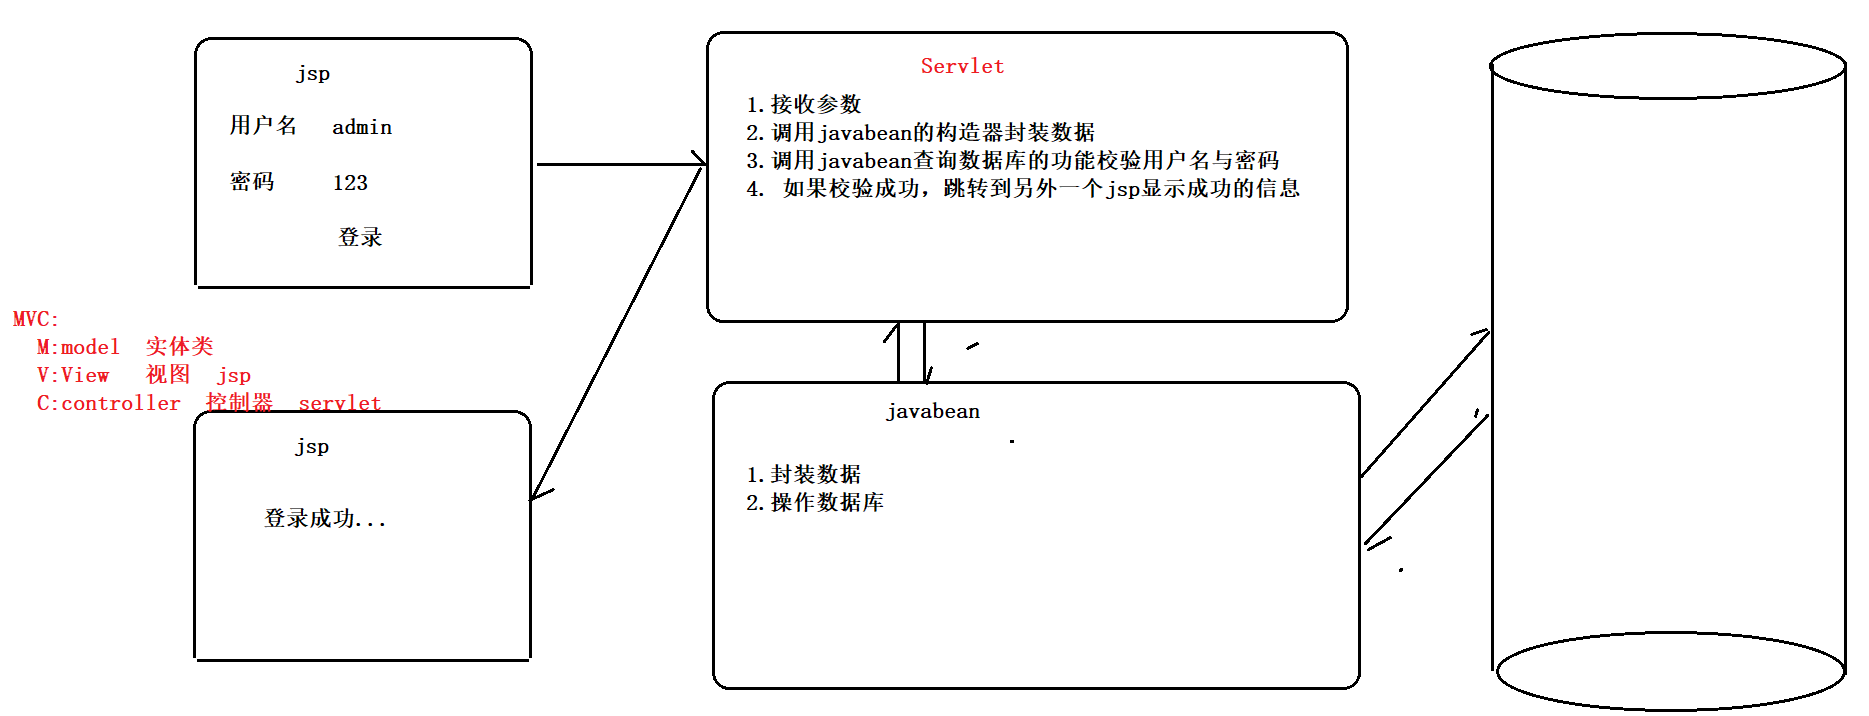 jsp
用户名 admin
密码 123
登录
Servlet
1.接收参数
2.调用javabean的构造器封装数据
3.调用javabean查询数据库的功能校验用户名与密码
4. 如果校验成功，跳转到另外一个jsp显示成功的信息
MVC:
M:model 实体类
V:View 视图 jsp
C:controller 控制器 servlet
jsp
登录成功...
javabean
1.封装数据
2.操作数据库